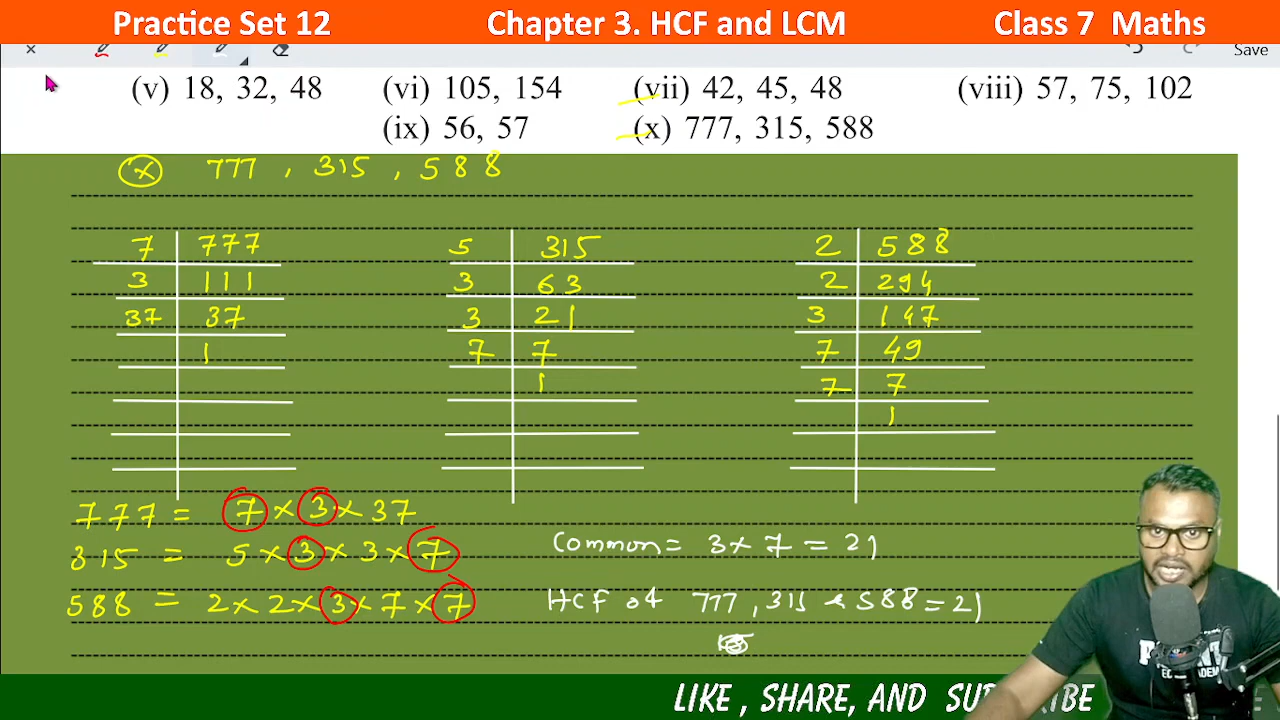 Practice Set 12 Chapter 3. HCF and LCM Class 7 Maths
Save
(v) 18, 32, 48 (vi) 105, 154 (vii) 42, 45, 48 (viii) 57, 75, 102
(ix) 56, 57 (x) 777, 315, 588
(x) 777 , 315 , 588
7 777 5 315 2 588
3 111 3 63 2 294
37 37 3 21 3 147
1 7 7 7 49
1 7 7
1
777 = 7 × 3 × 37
315 = 5 × 3 × 3 × 7 Common = 3 × 7 = 21
588 = 2 × 2 × 3 × 7 × 7 HCF of 777 , 315 & 588 = 21
LIKE , SHARE, AND